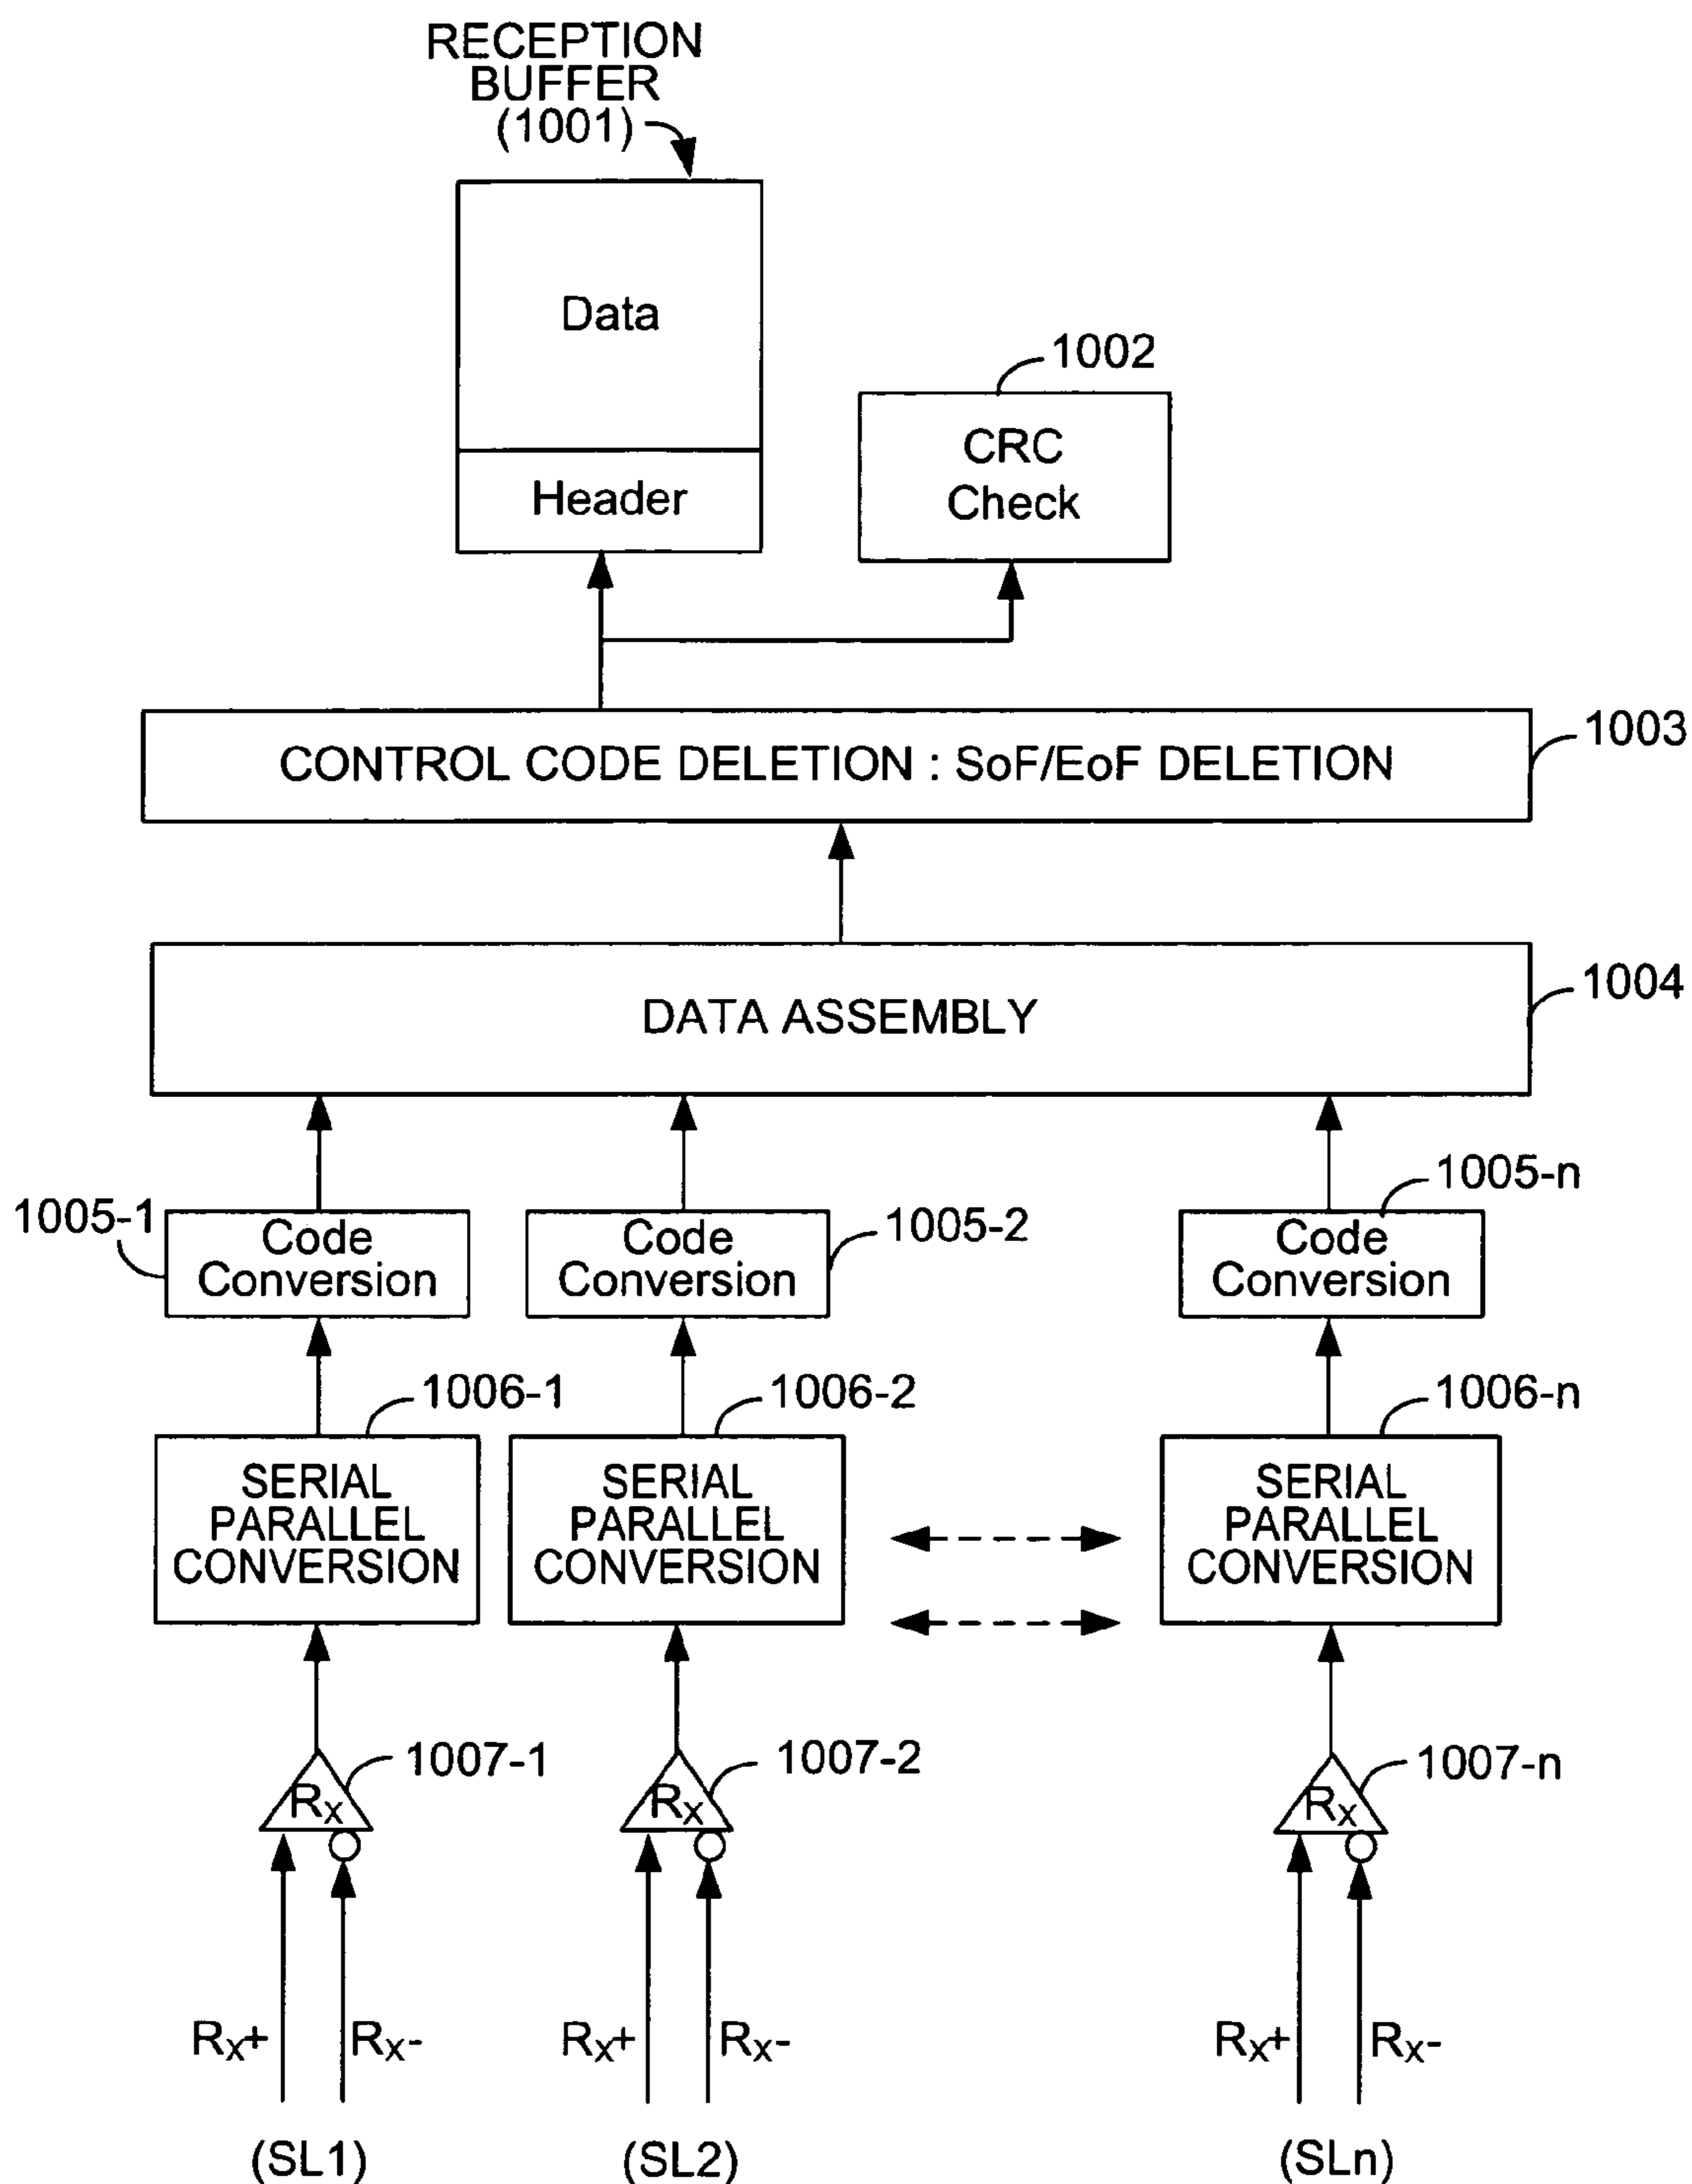 RECEPTION
BUFFER
(1001)
Data
Header
1002
CRC
Check
1003
CONTROL CODE DELETION : SoF/EoF DELETION
1004
DATA ASSEMBLY
1005-1
Code
Conversion
Code
Conversion
1005-2
1005-n
Code
Conversion
1006-1
1006-2
1006-n
SERIAL
PARALLEL
CONVERSION
SERIAL
PARALLEL
CONVERSION
SERIAL
PARALLEL
CONVERSION
1007-1
1007-2
1007-n
RX
RX
RX
RX+
RX-
RX+
RX-
RX+
RX-
(SL1)
(SL2)
(SLn)